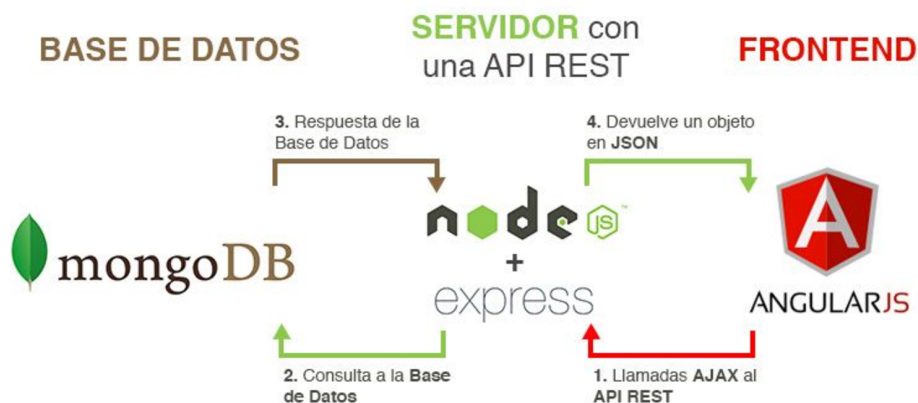 BASE DE DATOS
SERVIDOR con
una API REST
FRONTEND
3. Respuesta de la
Base de Datos
4. Devuelve un objeto
en JSON
mongoDB
node JS ™
+
express
ANGULARJS
A
2. Consulta a la Base
de Datos
1. Llamadas AJAX al
API REST